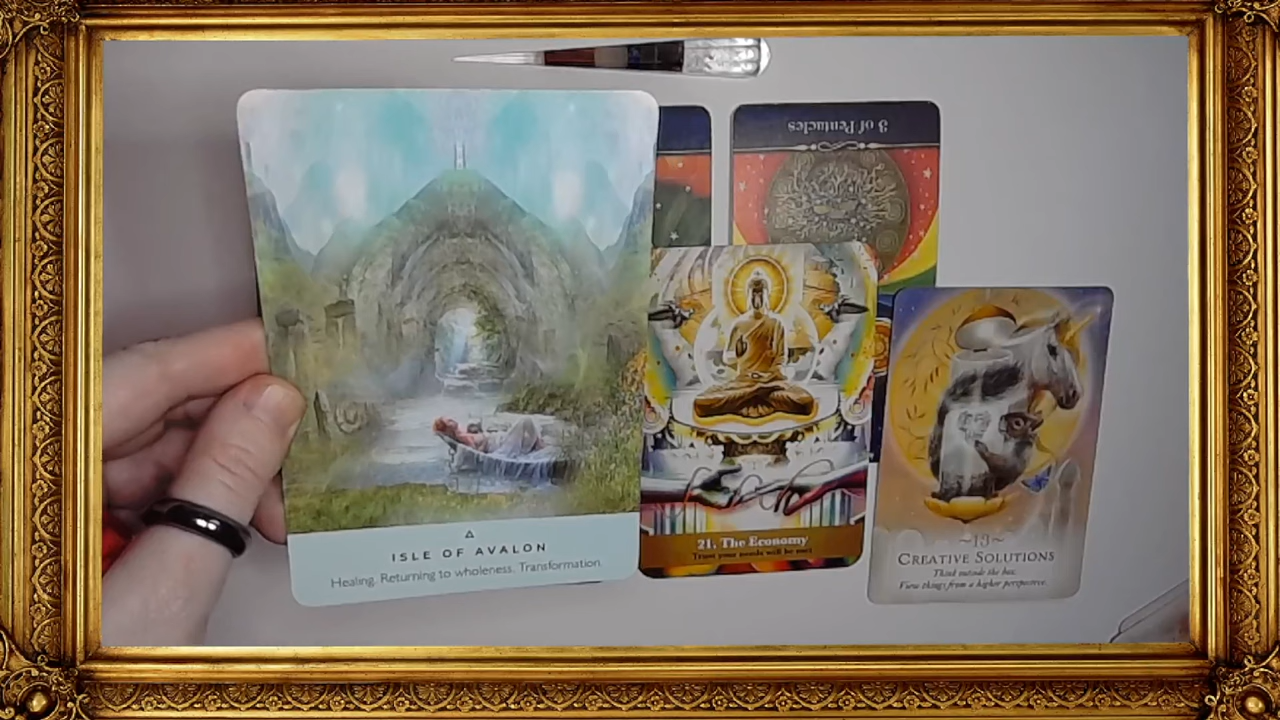 3 of Pentacles
ISLE OF AVALON
Healing. Returning to wholeness. Transformation.
21. The Economy
Trust your needs will be met
~13~
CREATIVE SOLUTIONS
Think outside the box.
View things from a higher perspective.